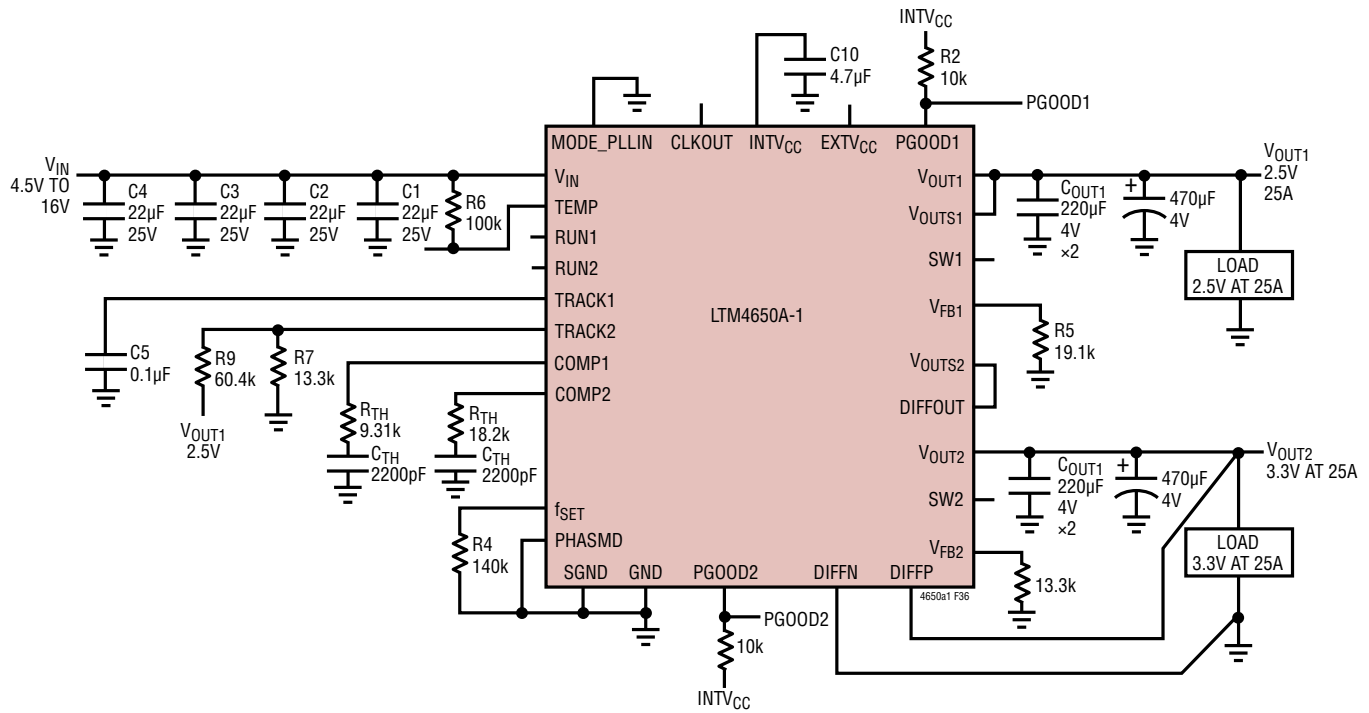 INTVCC
C10
4.7µF
R2
10k
PGOOD1
MODE_PLLIN
CLKOUT
INTVCC
EXTVCC
PGOOD1
VIN
4.5V TO
16V
C4
22µF
25V
C3
22µF
25V
C2
22µF
25V
C1
22µF
25V
R6
100k
VIN
TEMP
RUN1
RUN2
TRACK1
TRACK2
COMP1
COMP2
fSET
PHASMD
SGND
GND
PGOOD2
DIFFN
DIFFP
LTM4650A-1
VOUT1
VOUTS1
SW1
VFB1
VOUTS2
DIFFOUT
VOUT2
SW2
VFB2
COUT1
220µF
4V
×2
+
470µF
4V
VOUT1
2.5V
25A
LOAD
2.5V AT 25A
R5
19.1k
C5
0.1µF
R9
60.4k
VOUT1
2.5V
R7
13.3k
RTH
9.31k
CTH
2200pF
RTH
18.2k
CTH
2200pF
R4
140k
COUT1
220µF
4V
×2
+
470µF
4V
VOUT2
3.3V AT 25A
LOAD
3.3V AT 25A
13.3k
4650a1 F36
PGOOD2
10k
INTVCC